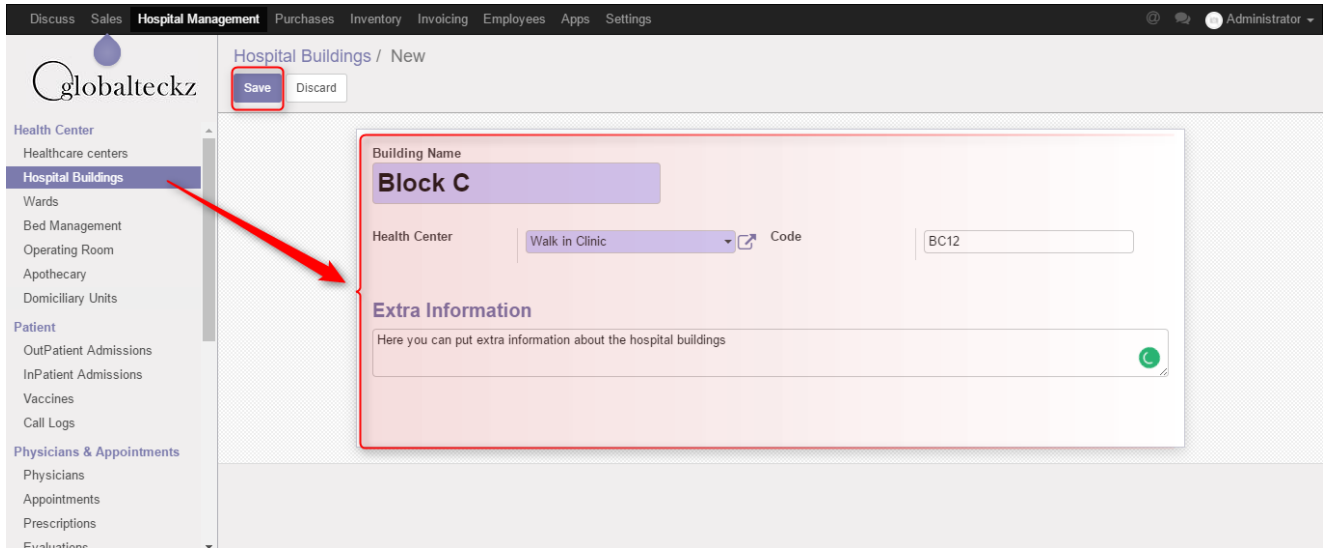 Discuss Sales Hospital Management Purchases Inventory Invoicing Employees Apps Settings @ Administrator
globalteckz
Hospital Buildings / New
Save Discard
Health Center
Healthcare centers
Hospital Buildings
Wards
Bed Management
Operating Room
Apothecary
Domiciliary Units
Patient
OutPatient Admissions
InPatient Admissions
Vaccines
Call Logs
Physicians & Appointments
Physicians
Appointments
Prescriptions
Evaluations
Building Name
Block C
Health Center Walk in Clinic Code BC12
Extra Information
Here you can put extra information about the hospital buildings